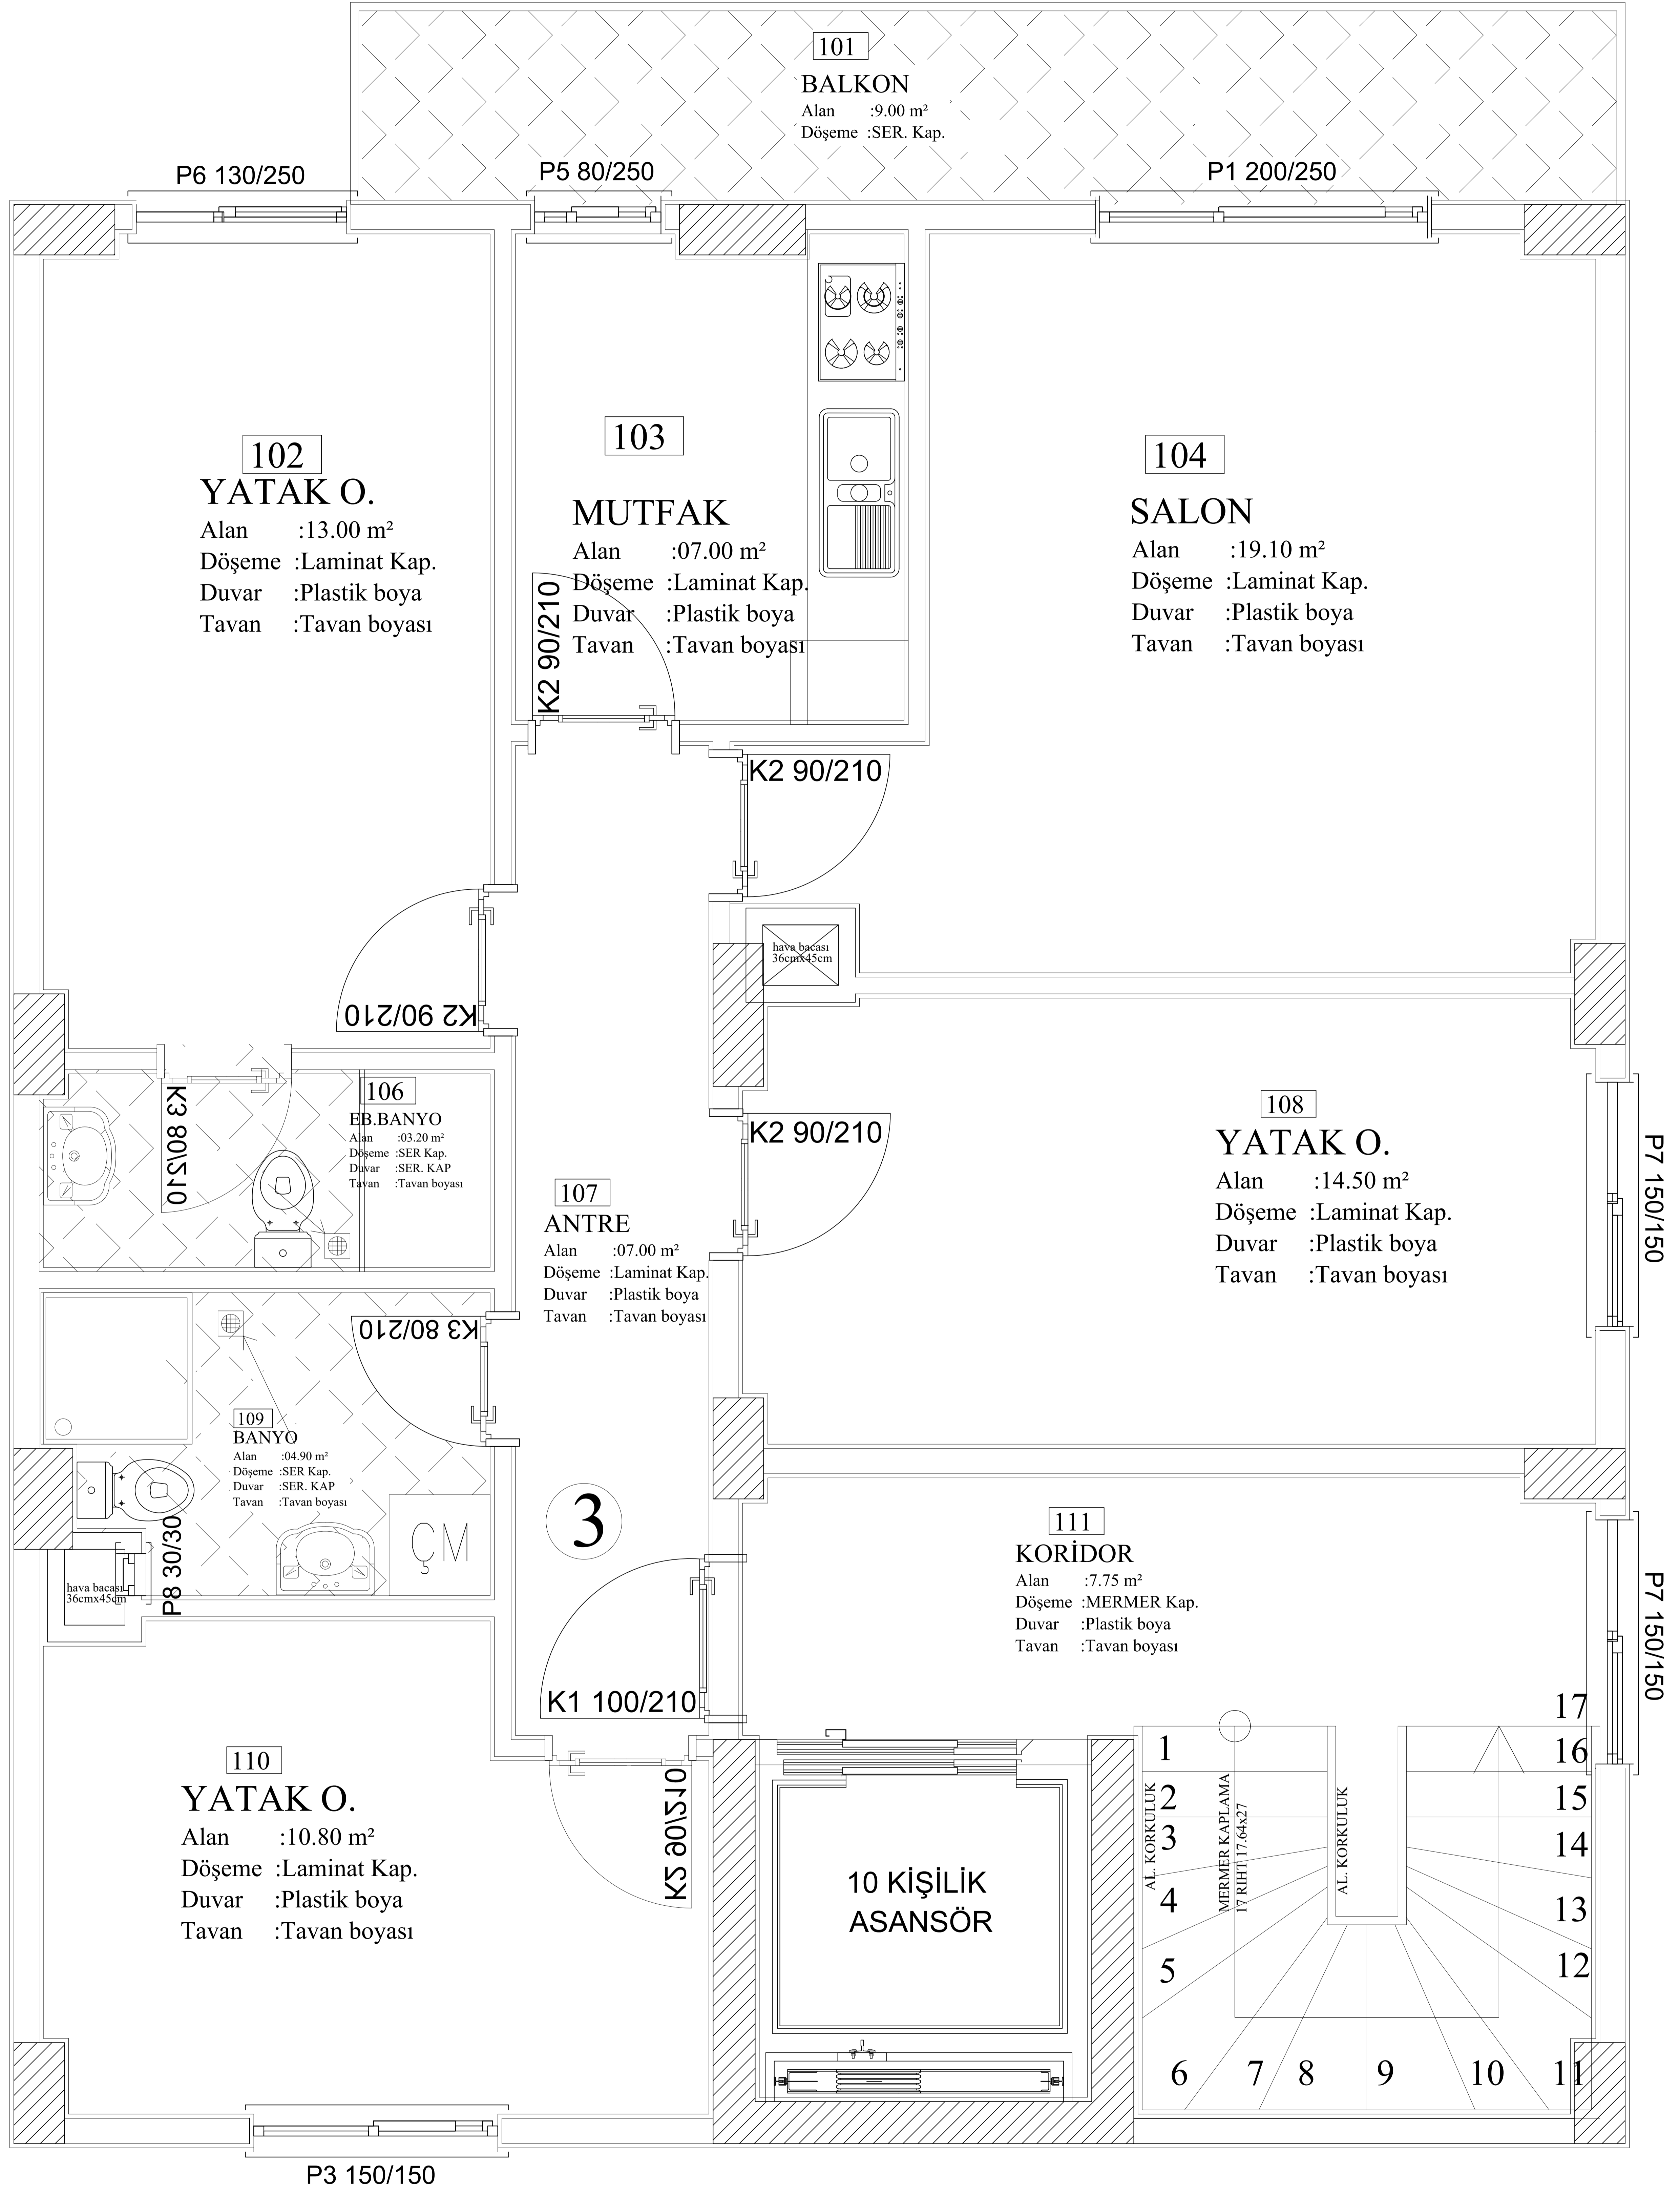 101
BALKON
Alan :9.00 m²
Döşeme :SER. Kap.
P6 130/250
P5 80/250
P1 200/250
102
YATAK O.
Alan :13.00 m²
Döşeme :Laminat Kap.
Duvar :Plastik boya
Tavan :Tavan boyası
103
MUTFAK
Alan :07.00 m²
Döşeme :Laminat Kap.
Duvar :Plastik boya
Tavan :Tavan boyası
K2 90/210
104
SALON
Alan :19.10 m²
Döşeme :Laminat Kap.
Duvar :Plastik boya
Tavan :Tavan boyası
K2 90/210
hava bacası
36cmx45cm
K2 90/210
K3 80/210
106
EB.BANYO
Alan :03.20 m²
Döşeme :SER Kap.
Duvar :SER. KAP
Tavan :Tavan boyası
107
ANTRE
Alan :07.00 m²
Döşeme :Laminat Kap.
Duvar :Plastik boya
Tavan :Tavan boyası
K2 90/210
108
YATAK O.
Alan :14.50 m²
Döşeme :Laminat Kap.
Duvar :Plastik boya
Tavan :Tavan boyası
P7 150/150
K3 80/210
109
BANYO
Alan :04.90 m²
Döşeme :SER Kap.
Duvar :SER. KAP
Tavan :Tavan boyası
ÇM
P8 30/30
hava bacası
36cmx45cm
3
K1 100/210
111
KORİDOR
Alan :7.75 m²
Döşeme :MERMER Kap.
Duvar :Plastik boya
Tavan :Tavan boyası
P7 150/150
110
YATAK O.
Alan :10.80 m²
Döşeme :Laminat Kap.
Duvar :Plastik boya
Tavan :Tavan boyası
K2 90/210
10 KİŞİLİK
ASANSÖR
1
2
3
4
5
6
7
8
9
10
11
12
13
14
15
16
17
AL. KORKULUK
MERMER KAPLAMA
17 RIHT 17.64x27
AL. KORKULUK
P3 150/150